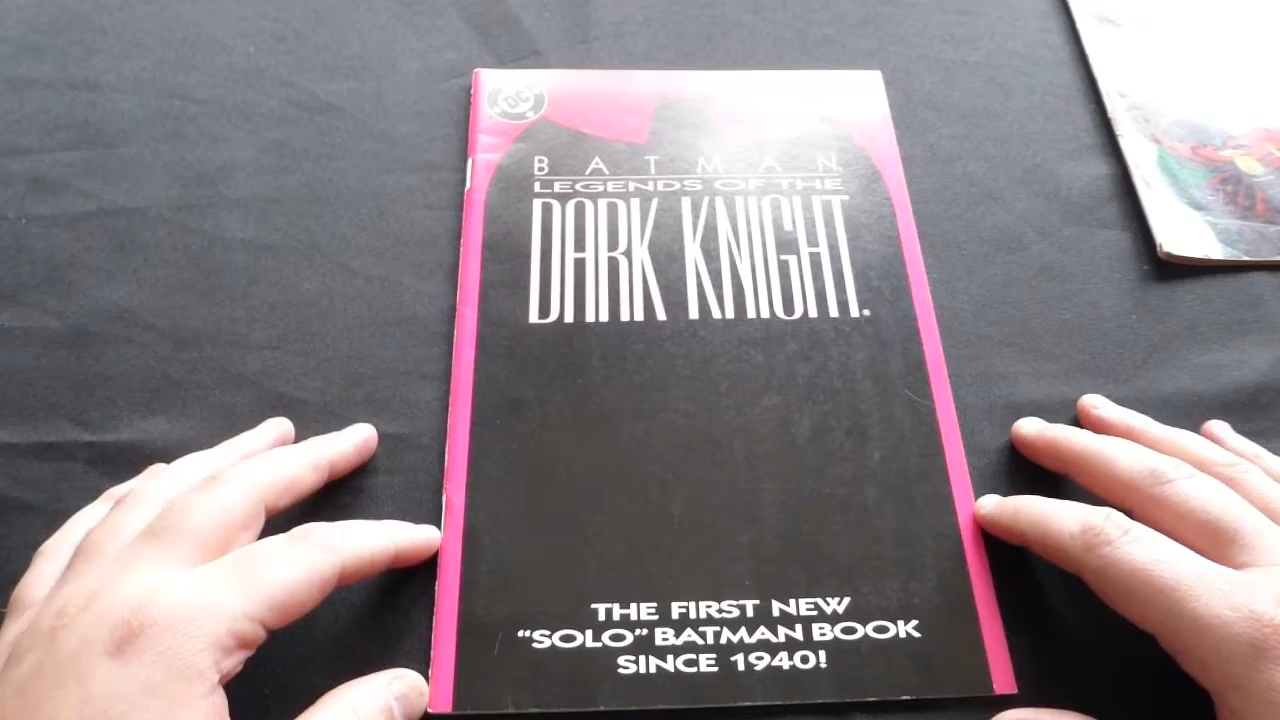 DC
BATMAN
LEGENDS OF THE
DARK KNIGHT.
THE FIRST NEW
"SOLO" BATMAN BOOK
SINCE 1940!